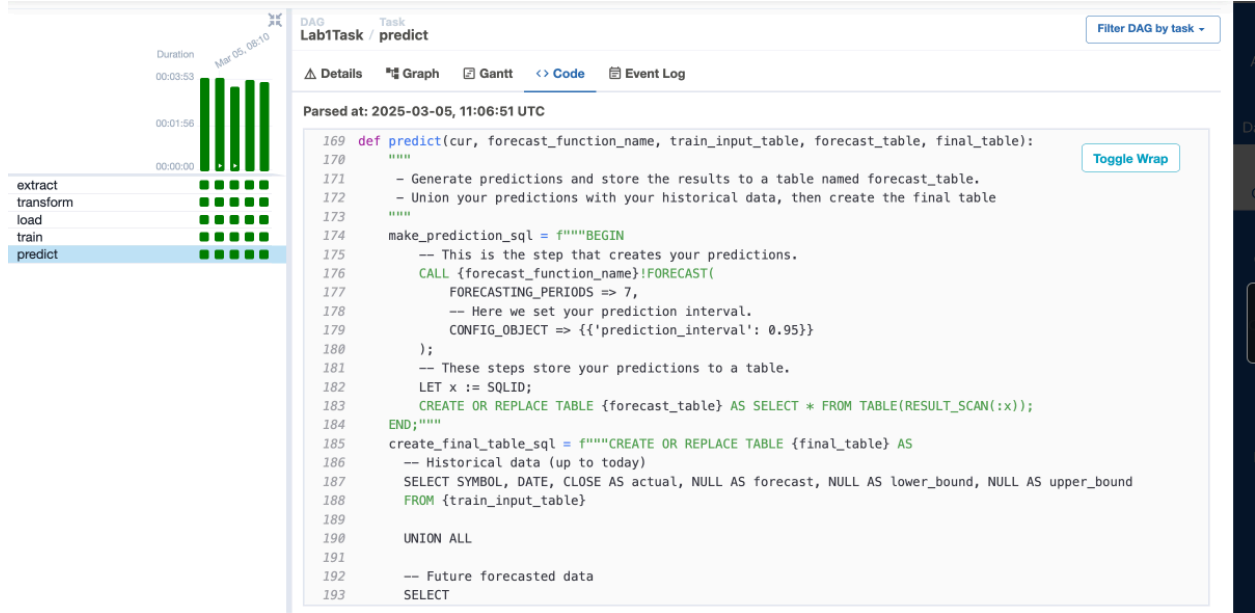 DAG
Task
Lab1Task / predict
Filter DAG by task
Duration
Mar 05, 08:10
00:03:53
00:01:56
00:00:00
extract
transform
load
train
predict
Details
Graph
Gantt
<> Code
Event Log
Parsed at: 2025-03-05, 11:06:51 UTC
Toggle Wrap
169 def predict(cur, forecast_function_name, train_input_table, forecast_table, final_table):
170     """
171      - Generate predictions and store the results to a table named forecast_table.
172      - Union your predictions with your historical data, then create the final table
173     """
174     make_prediction_sql = f"""BEGIN
175         -- This is the step that creates your predictions.
176         CALL {forecast_function_name}!FORECAST(
177             FORECASTING_PERIODS => 7,
178             -- Here we set your prediction interval.
179             CONFIG_OBJECT => {{'prediction_interval': 0.95}}
180         );
181         -- These steps store your predictions to a table.
182         LET x := SQLID;
183         CREATE OR REPLACE TABLE {forecast_table} AS SELECT * FROM TABLE(RESULT_SCAN(:x));
184     END;"""
185     create_final_table_sql = f"""CREATE OR REPLACE TABLE {final_table} AS
186       -- Historical data (up to today)
187       SELECT SYMBOL, DATE, CLOSE AS actual, NULL AS forecast, NULL AS lower_bound, NULL AS upper_bound
188       FROM {train_input_table}
189
190       UNION ALL
191
192       -- Future forecasted data
193       SELECT